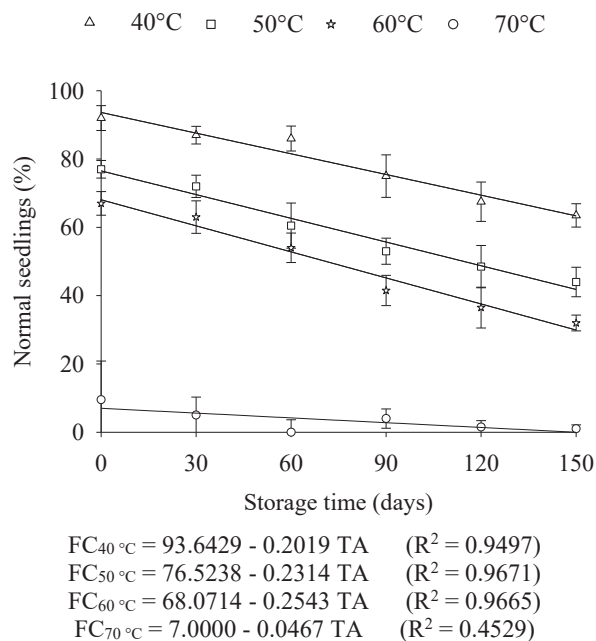 △ 40°C □ 50°C ☆ 60°C ○ 70°C
100
80
60
40
20
0
Normal seedlings (%)
0 30 60 90 120 150
Storage time (days)
FC40 °C = 93.6429 - 0.2019 TA (R² = 0.9497)
FC50 °C = 76.5238 - 0.2314 TA (R² = 0.9671)
FC60 °C = 68.0714 - 0.2543 TA (R² = 0.9665)
FC70 °C = 7.0000 - 0.0467 TA (R² = 0.4529)